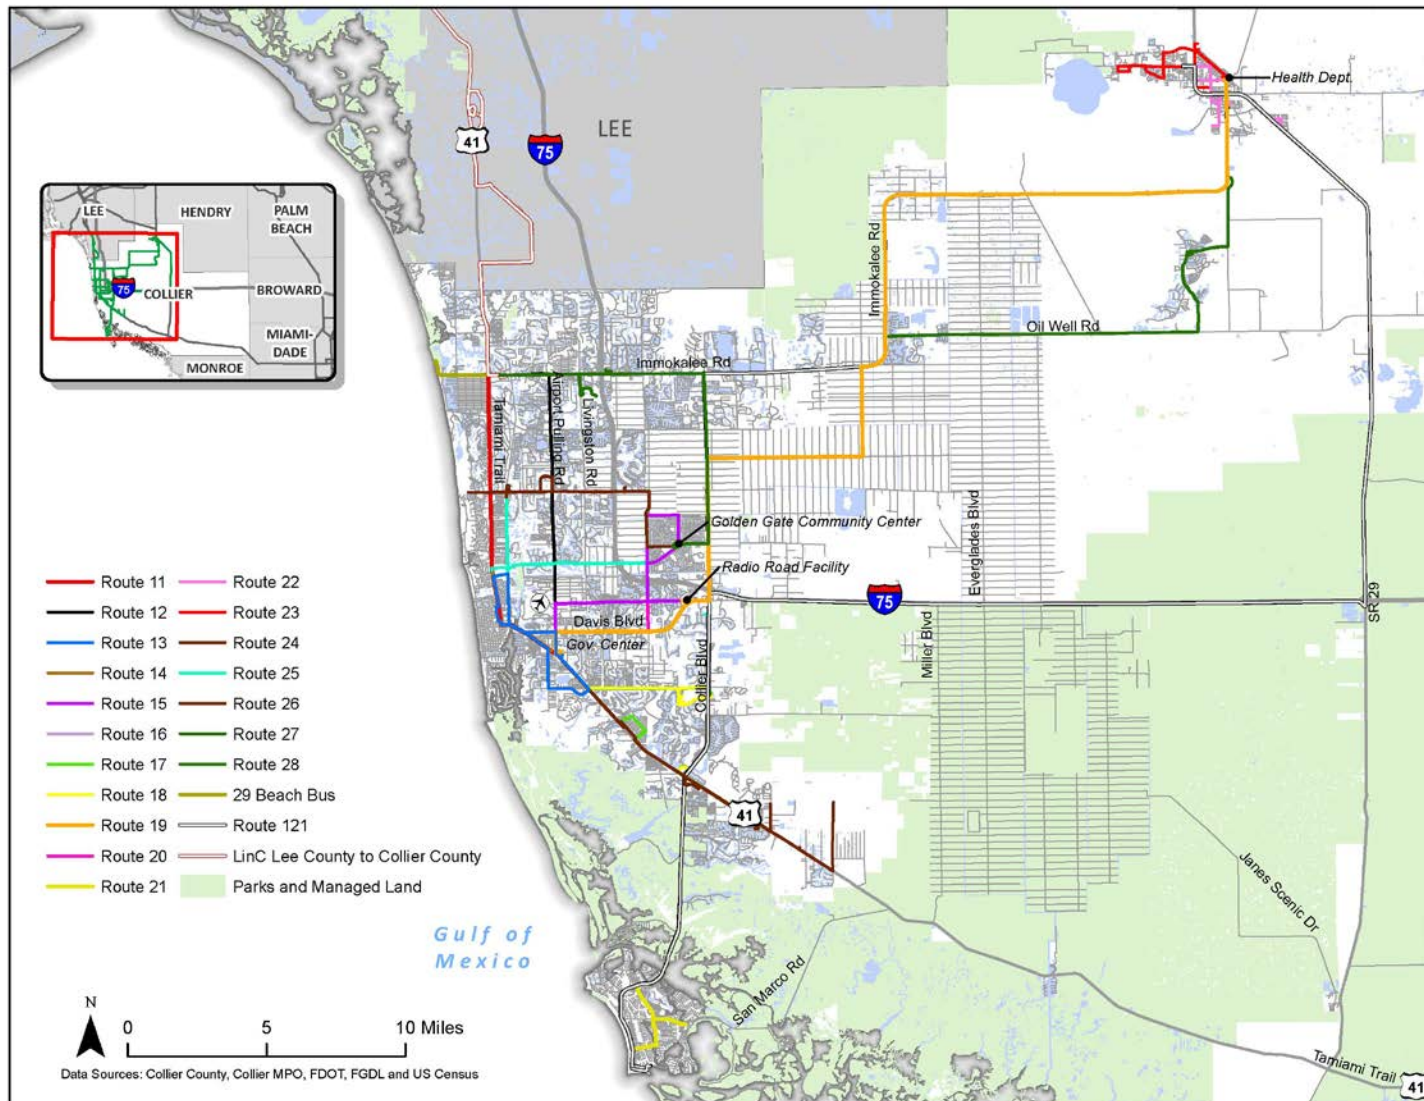 Health Dept.
41
75
LEE
LEE
HENDRY
PALM
BEACH
75
COLLIER
BROWARD
MIAMI-
DADE
MONROE
Immokalee Rd
Oil Well Rd
Immokalee Rd
Tamiami Trail
Airport Pulling Rd
Livingston Rd
Golden Gate Community Center
Radio Road Facility
Everglades Blvd
75
SR 29
Davis Blvd
Gov. Center
Miller Blvd
Collier Blvd
41
Route 11
Route 22
Route 12
Route 23
Route 13
Route 24
Route 14
Route 25
Route 15
Route 26
Route 16
Route 27
Route 17
Route 28
Route 18
29 Beach Bus
Route 19
Route 121
Route 20
LinC Lee County to Collier County
Route 21
Parks and Managed Land
Janes Scenic Dr
Gulf of
Mexico
San Marco Rd
N
0 5 10 Miles
Tamiami Trail
41
Data Sources: Collier County, Collier MPO, FDOT, FGDL and US Census